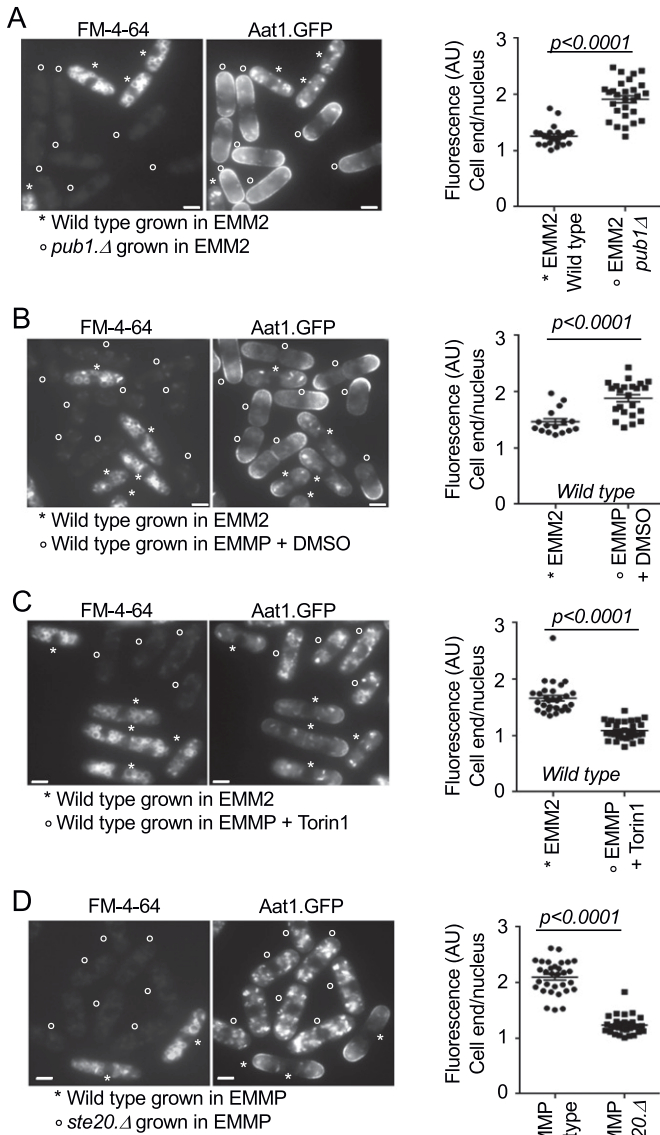 A
FM-4-64
Aat1.GFP
* Wild type grown in EMM2
o pub1.Δ grown in EMM2
Fluorescence (AU)
Cell end/nucleus
3
2
1
0
p<0.0001
* EMM2
Wild type
o EMM2
pub1Δ
B
FM-4-64
Aat1.GFP
* Wild type grown in EMM2
o Wild type grown in EMMP + DMSO
Fluorescence (AU)
Cell end/nucleus
3
2
1
0
p<0.0001
Wild type
* EMM2
o EMMP
+ DMSO
C
FM-4-64
Aat1.GFP
* Wild type grown in EMM2
o Wild type grown in EMMP + Torin1
Fluorescence (AU)
Cell end/nucleus
3
2
1
0
p<0.0001
Wild type
* EMM2
o EMMP
+ Torin1
D
FM-4-64
Aat1.GFP
* Wild type grown in EMMP
o ste20.Δ grown in EMMP
Fluorescence (AU)
Cell end/nucleus
3
2
1
0
p<0.0001
type